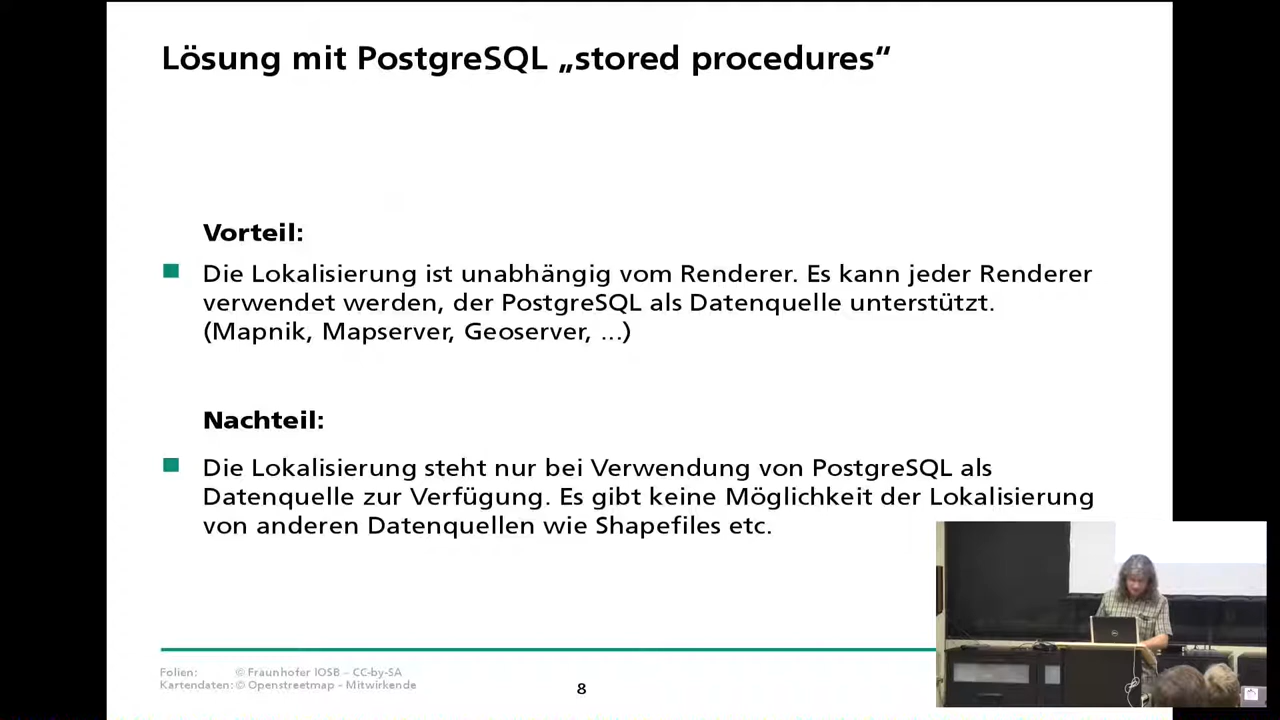 Lösung mit PostgreSQL „stored procedures“
Vorteil:
Die Lokalisierung ist unabhängig vom Renderer. Es kann jeder Renderer
verwendet werden, der PostgreSQL als Datenquelle unterstützt.
(Mapnik, Mapserver, Geoserver, ...)
Nachteil:
Die Lokalisierung steht nur bei Verwendung von PostgreSQL als
Datenquelle zur Verfügung. Es gibt keine Möglichkeit der Lokalisierung
von anderen Datenquellen wie Shapefiles etc.
Folien: © Fraunhofer IOSB – CC-by-SA
Kartendaten: © Openstreetmap - Mitwirkende
8